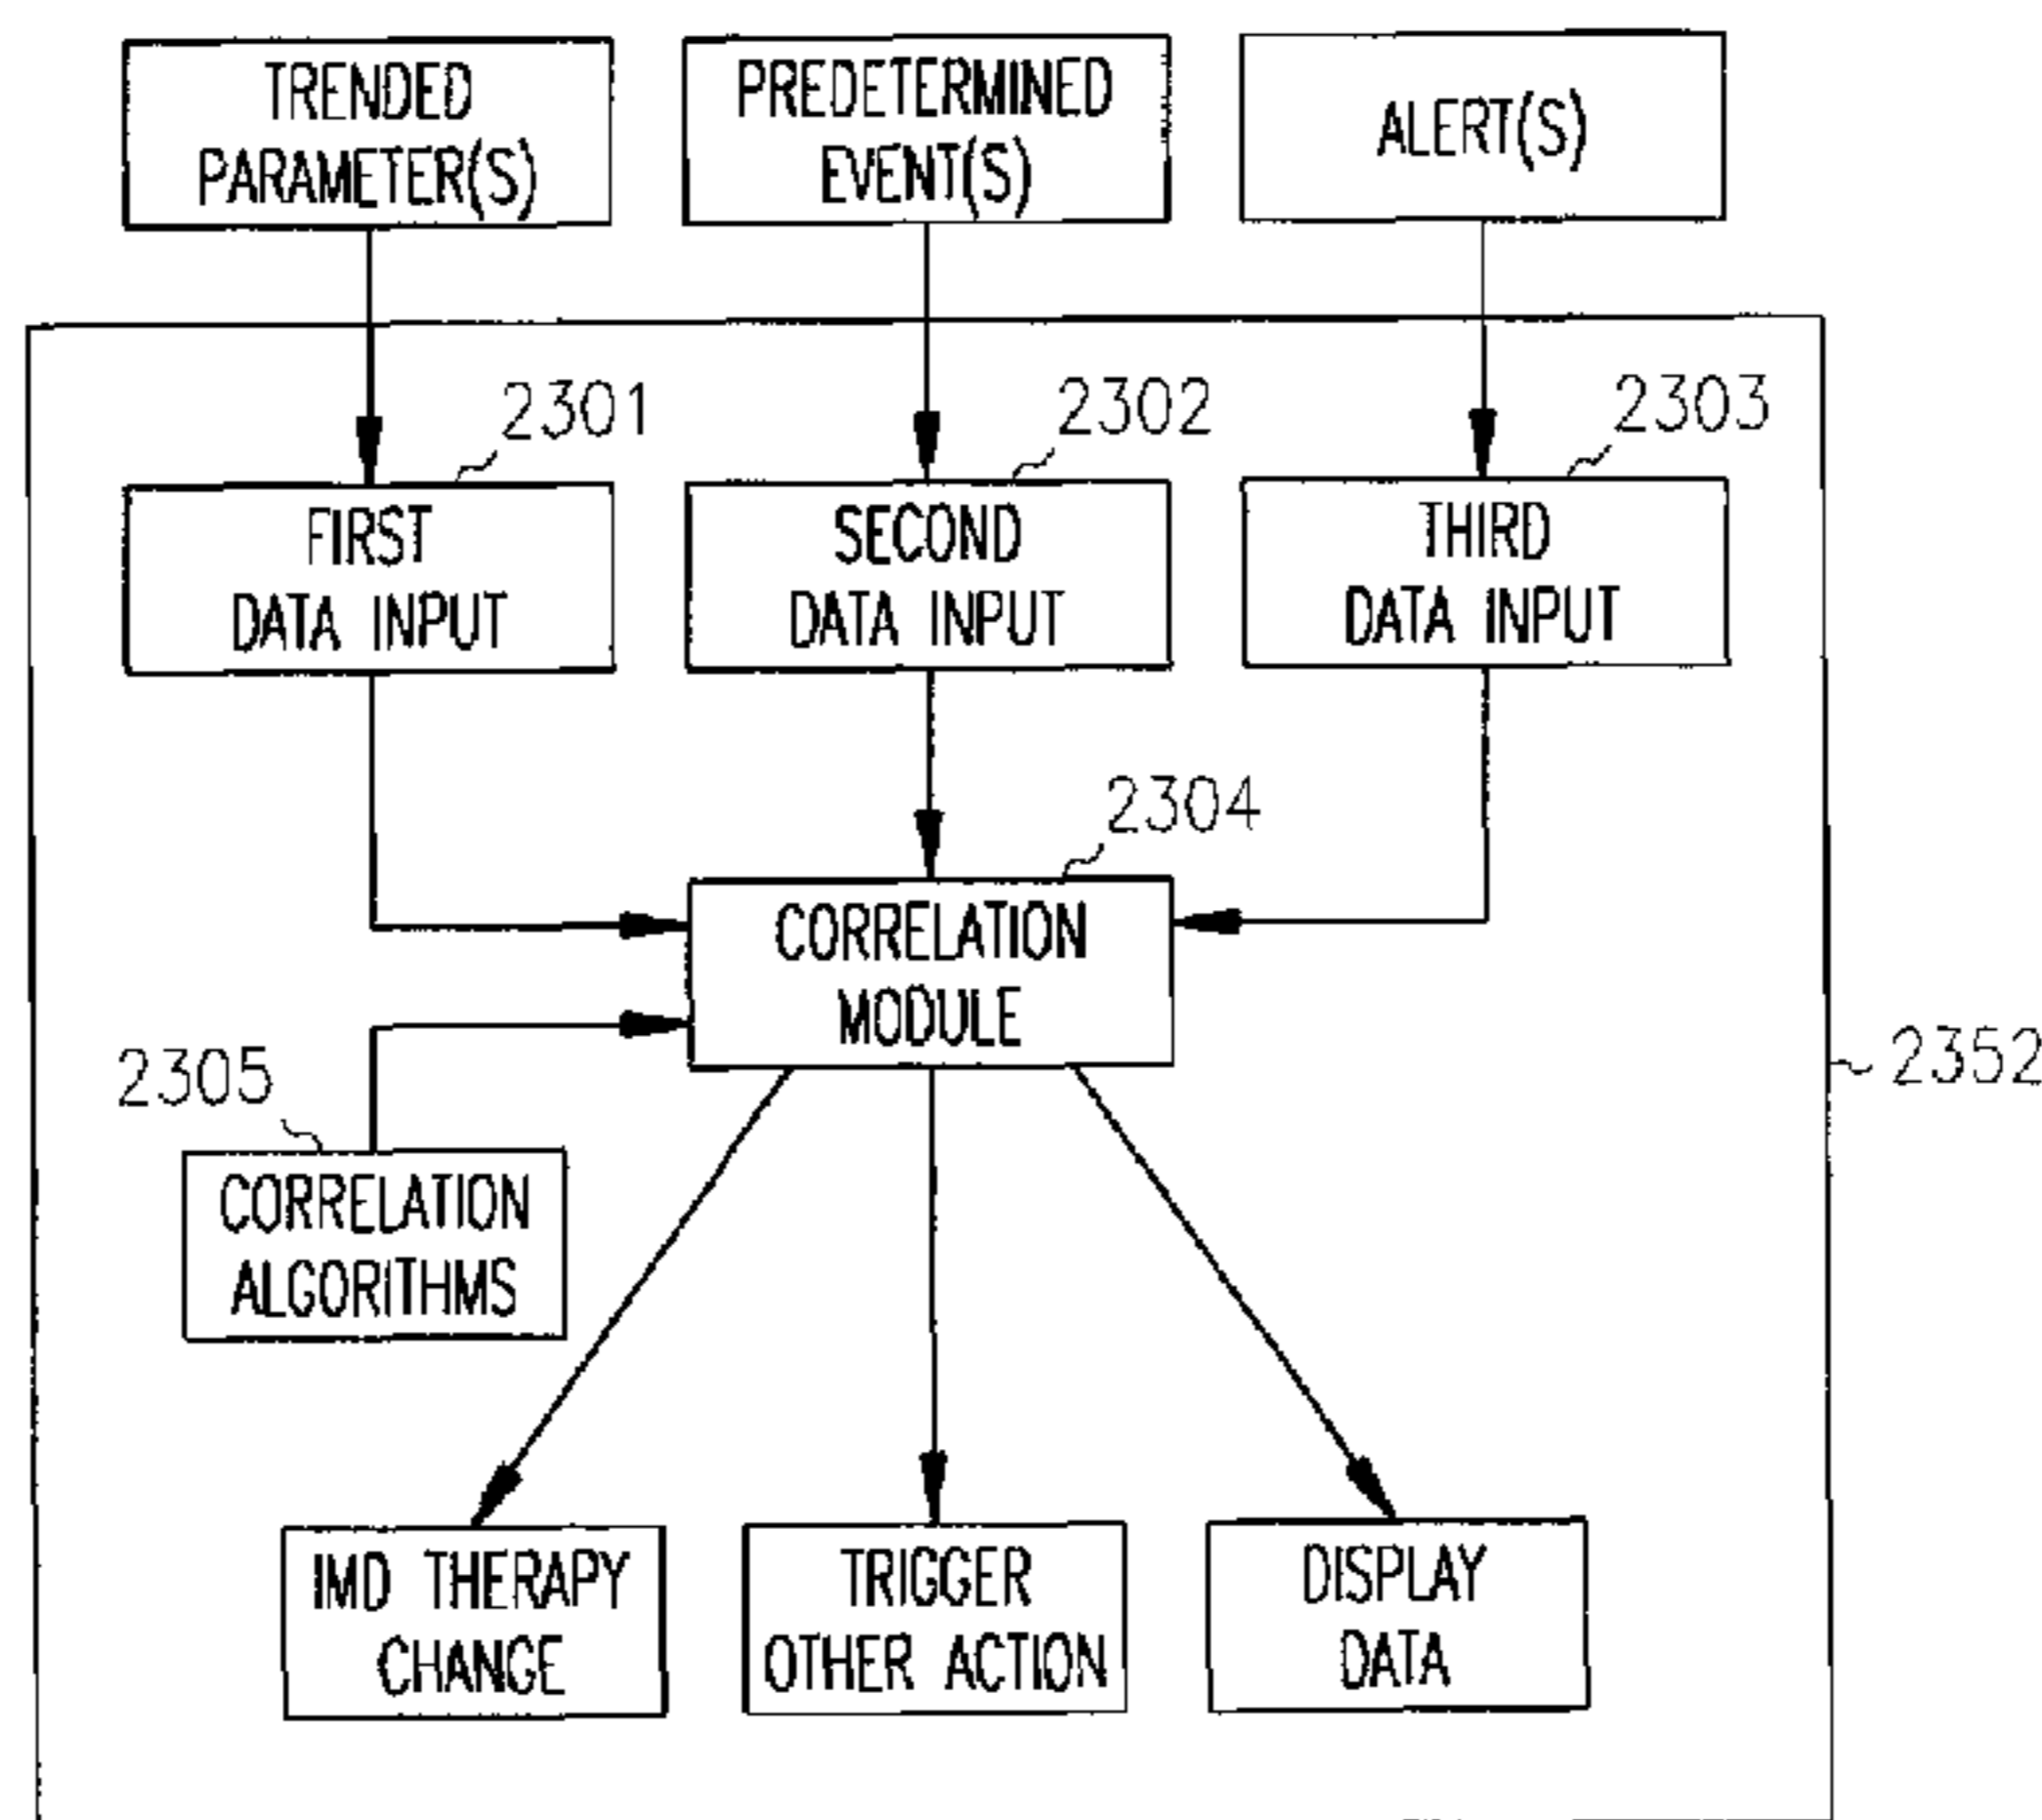 TRENDED
PARAMETER(S)
PREDETERMINED
EVENT(S)
ALERT(S)
2301
2302
2303
FIRST
DATA INPUT
SECOND
DATA INPUT
THIRD
DATA INPUT
2304
CORRELATION
MODULE
2352
2305
CORRELATION
ALGORITHMS
IMD THERAPY
CHANGE
TRIGGER
OTHER ACTION
DISPLAY
DATA